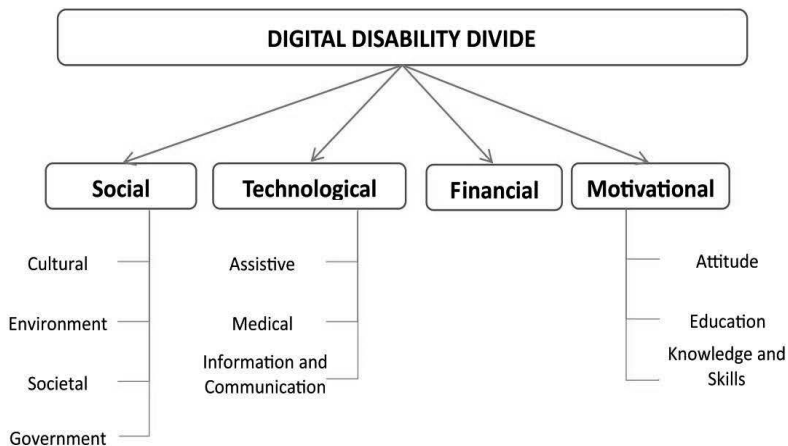 DIGITAL DISABILITY DIVIDE
Social
Technological
Financial
Motivational
Cultural
Environment
Societal
Government
Assistive
Medical
Information and
Communication
Attitude
Education
Knowledge and
Skills